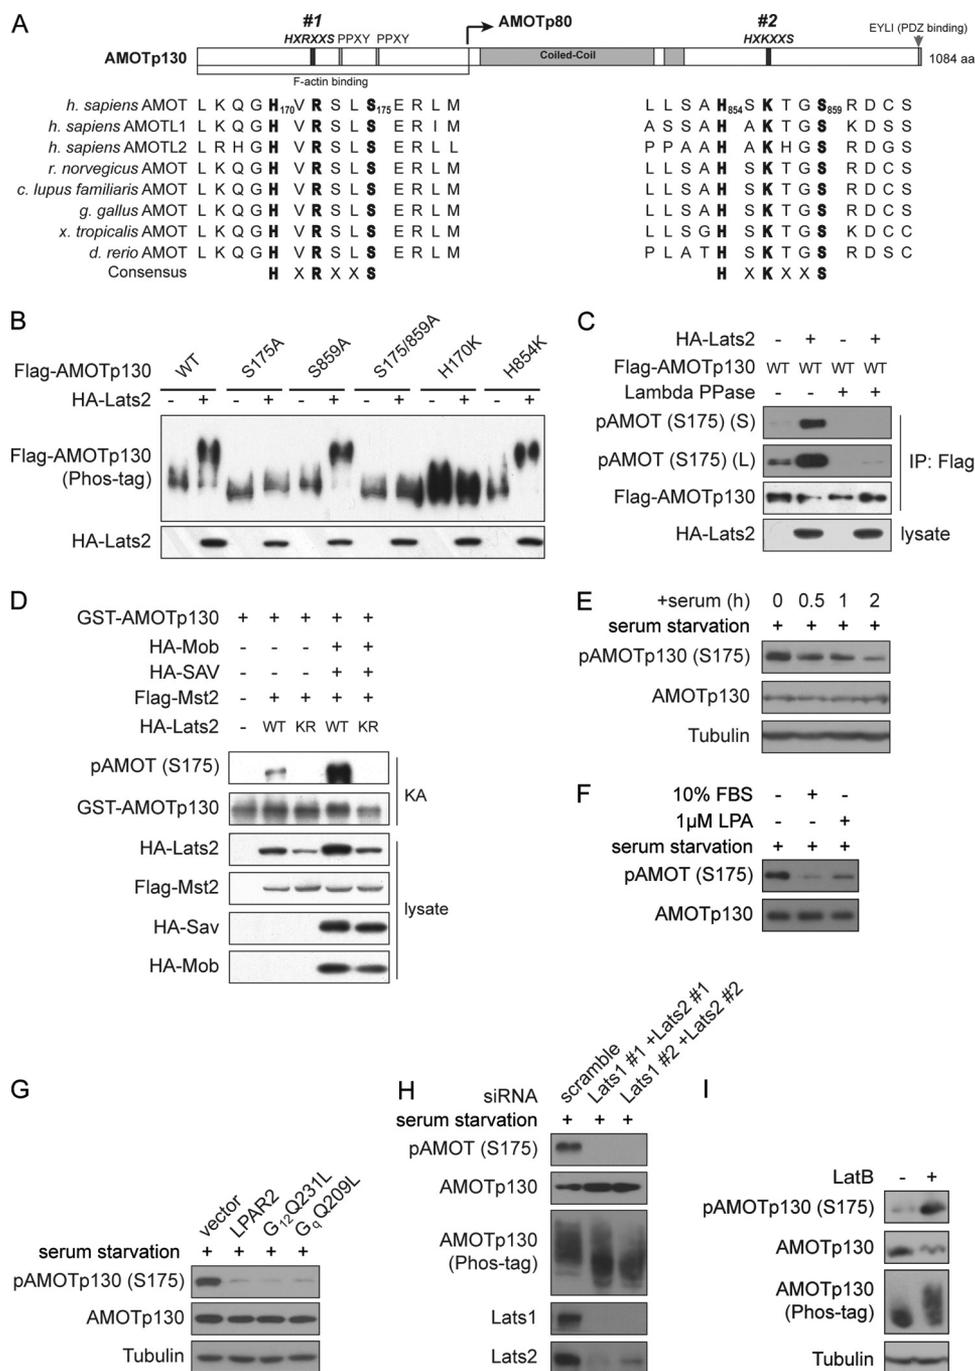 A
#1 AMOTp80 #2 EYLI (PDZ binding)
HXRXXS PPXY PPXY HXKXXS
AMOTp130 Coiled-Coil 1084 aa
F-actin binding
h. sapiens AMOT L K Q G H170 V R S L S175 E R L M L L S A H854 S K T G S859 R D C S
h. sapiens AMOTL1 L K Q G H V R S L S E R I M A S S A H A K T G S K D S S
h. sapiens AMOTL2 L R H G H V R S L S E R L L P P A A H A K H G S R D G S
r. norvegicus AMOT L K Q G H V R S L S E R L M L L S A H S K T G S R D C S
c. lupus familiaris AMOT L K Q G H V R S L S E R L M L L S A H S K T G S R D C S
g. gallus AMOT L K Q G H V R S L S E R L M L L S A H S K T G S R D C S
x. tropicalis AMOT L K Q G H V R S L S E R L M L L S G H S K T G S K D C C
d. rerio AMOT L K Q G H V R S L S E R L M P L A T H S K T G S R D S C
Consensus H X R X X S H X K X X S
B
WT S175A S859A S175/859A H170K H854K
Flag-AMOTp130
HA-Lats2 - + - + - + - + - + - +
Flag-AMOTp130
(Phos-tag)
HA-Lats2
C
HA-Lats2 - + - +
Flag-AMOTp130 WT WT WT WT
Lambda PPase - - + +
pAMOT (S175) (S)
pAMOT (S175) (L) IP: Flag
Flag-AMOTp130
HA-Lats2 lysate
D
GST-AMOTp130 + + + + +
HA-Mob - - - + +
HA-SAV - - - + +
Flag-Mst2 - + + + +
HA-Lats2 - WT KR WT KR
pAMOT (S175)
KA
GST-AMOTp130
HA-Lats2
Flag-Mst2
lysate
HA-Sav
HA-Mob
E
+serum (h) 0 0.5 1 2
serum starvation + + + +
pAMOTp130 (S175)
AMOTp130
Tubulin
F
10% FBS - + -
1µM LPA - - +
serum starvation + + +
pAMOT (S175)
AMOTp130
G
vector LPAR2 G12Q231L GqQ209L
serum starvation + + + +
pAMOTp130 (S175)
AMOTp130
Tubulin
H
siRNA scramble Lats1 #1 +Lats2 #1 Lats1 #2 +Lats2 #2
serum starvation + + +
pAMOT (S175)
AMOTp130
AMOTp130
(Phos-tag)
Lats1
Lats2
I
LatB - +
pAMOTp130 (S175)
AMOTp130
AMOTp130
(Phos-tag)
Tubulin